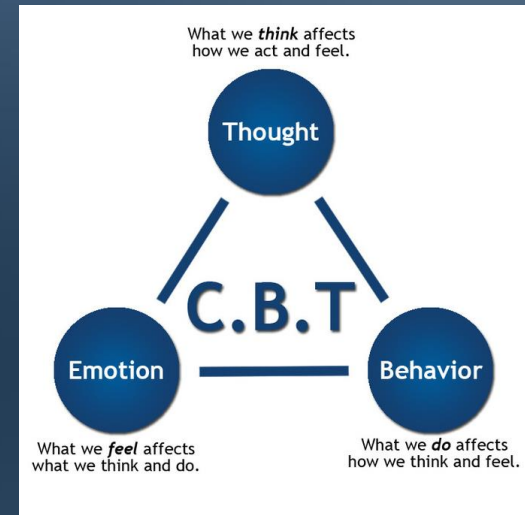 What we think affects
how we act and feel.
Thought
C.B.T
Emotion
Behavior
What we feel affects
what we think and do.
What we do affects
how we think and feel.